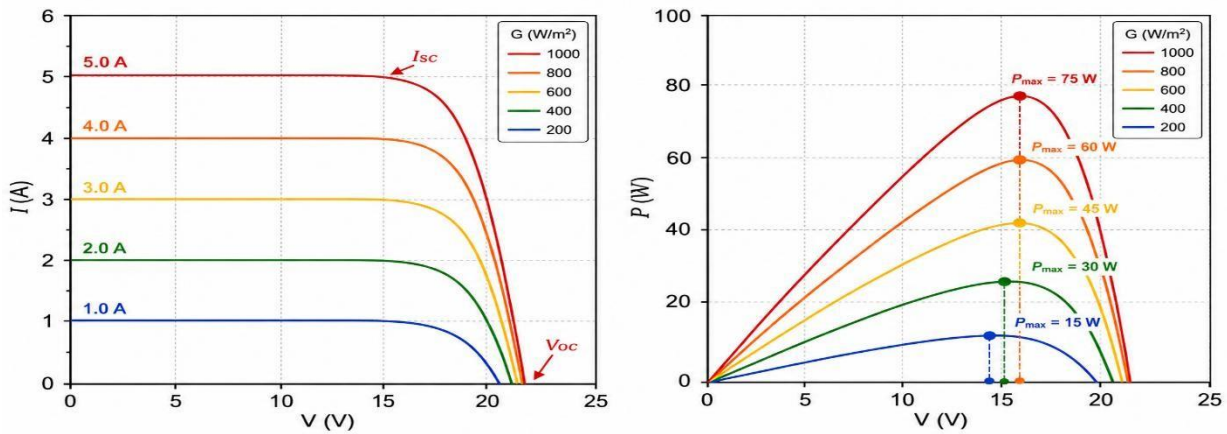 6
5
4
3
2
1
0
I (A)
5.0 A
4.0 A
3.0 A
2.0 A
1.0 A
ISC
VOC
G (W/m²)
1000
800
600
400
200
0
5
10
15
20
25
V (V)
100
80
60
40
20
0
P (W)
G (W/m²)
1000
800
600
400
200
Pmax = 75 W
Pmax = 60 W
Pmax = 45 W
Pmax = 30 W
Pmax = 15 W
0
5
10
15
20
25
V (V)